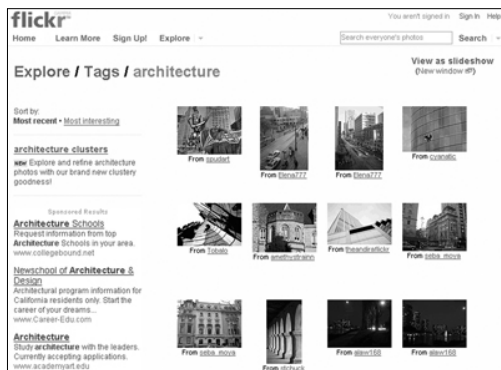 flickr
You aren't signed in Sign In Help
Home Learn More Sign Up! Explore
Search everyone's photos Search
Explore / Tags / architecture
View as slideshow
(New window)
Sort by:
Most recent • Most interesting
architecture clusters
NEW Explore and refine architecture
photos with our brand new clustery
goodness!
Sponsored Results
Architecture Schools
Request information from top
Architecture Schools in your area.
www.collegebound.net
Newschool of Architecture &
Design
Architectural program information for
California residents only. Start the
career of your dreams...
www.Career-Edu.com
Architecture
Study architecture with the leaders.
Currently accepting applications.
www.academyart.edu
From spudart
From Elena777
From Elena777
From cyanatic
From Tobalo
From amethystrainn
From theandiraflickr
From seba_moya
From seba_moya
From stchuck
From alaw168
From alaw168